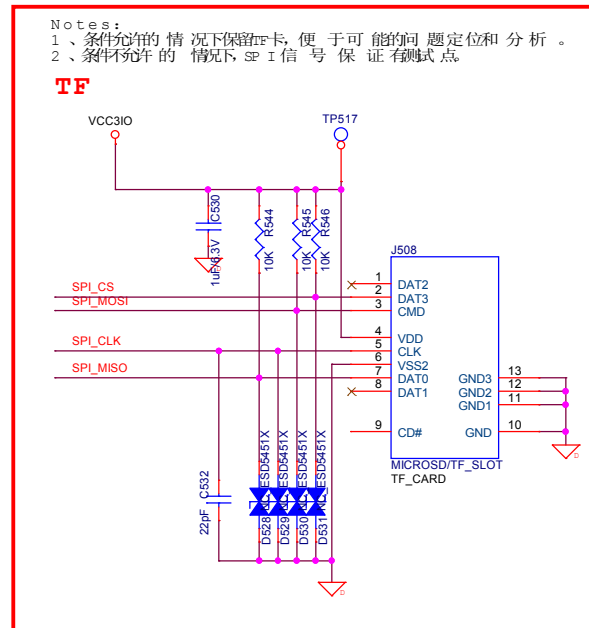 Notes:
1、条件允许的情况下保留TF卡，便于可能的问题定位和分析。
2、条件不允许的情况下，SPI信号保证有测试点。
TF
VCC3IO
TP517
C530
1uF/6.3V
R544
10K
R545
10K
R546
10K
J508
SPI_CS
SPI_MOSI
SPI_CLK
SPI_MISO
1 DAT2
2 DAT3
3 CMD
4 VDD
5 CLK
6 VSS2
7 DAT0
8 DAT1
9 CD#
GND3 13
GND2 12
GND1 11
GND 10
MICROSD/TF_SLOT
TF_CARD
C532
22pF
ESD5451X
ESD5451X
ESD5451X
ESD5451X
D528
D529
D530
D531
D
D
D